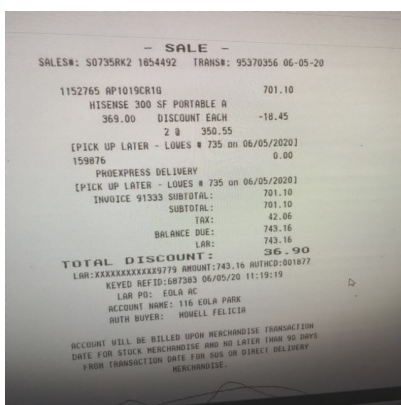 - SALE -
SALES#: S0735RK2 1854492 TRANS#: 95370356 06-05-20
1152765 AP1019CR1G 701.10
HISENSE 300 SF PORTABLE A
369.00 DISCOUNT EACH -18.45
2 @ 350.55
[PICK UP LATER - LOWES # 735 on 06/05/2020]
159876 0.00
PHOEXPRESS DELIVERY
[PICK UP LATER - LOWES # 735 on 06/05/2020]
INVOICE 91333 SUBTOTAL: 701.10
SUBTOTAL: 701.10
TAX: 42.06
BALANCE DUE: 743.16
LAR: 743.16
TOTAL DISCOUNT: 36.90
LAR:XXXXXXXXXXXX9779 AMOUNT:743.16 AUTHCD:001877
KEYED REFID:687383 06/05/20 11:19:19
LAR PO: EOLA AC
ACCOUNT NAME: 116 EOLA PARK
AUTH BUYER: HOWELL FELICIA
ACCOUNT WILL BE BILLED UPON MERCHANDISE TRANSACTION
DATE FOR STOCK MERCHANDISE AND NO LATER THAN 90 DAYS
FROM TRANSACTION DATE FOR SOS OR DIRECT DELIVERY
MERCHANDISE.